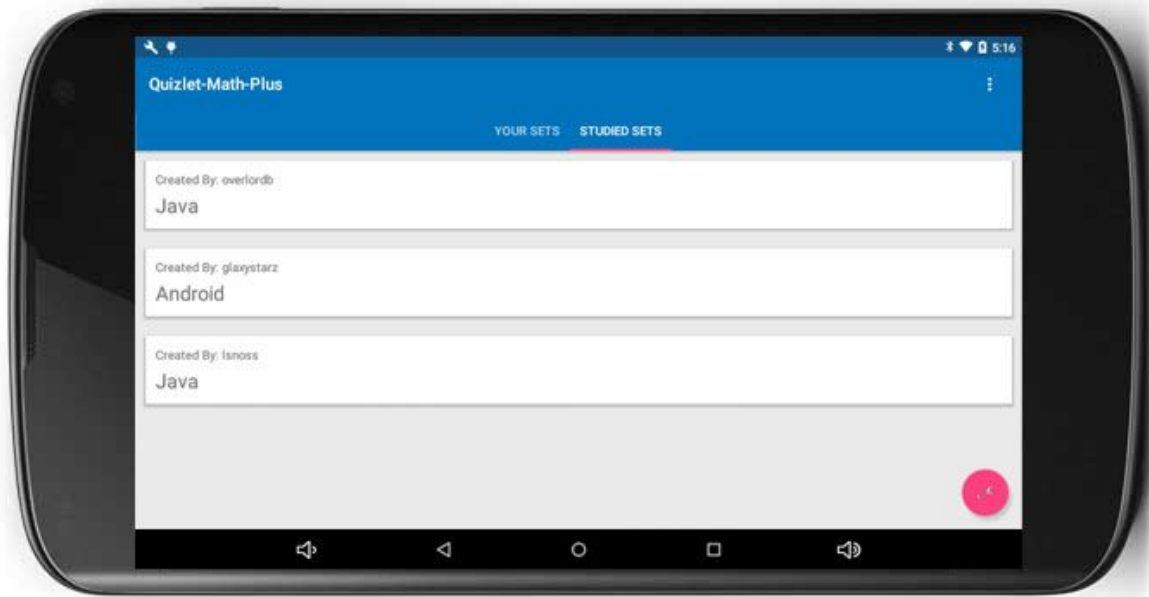 5:16
Quizlet-Math-Plus
YOUR SETS STUDIED SETS
Created By: overlordb
Java
Created By: glaxystarz
Android
Created By: lsnoss
Java